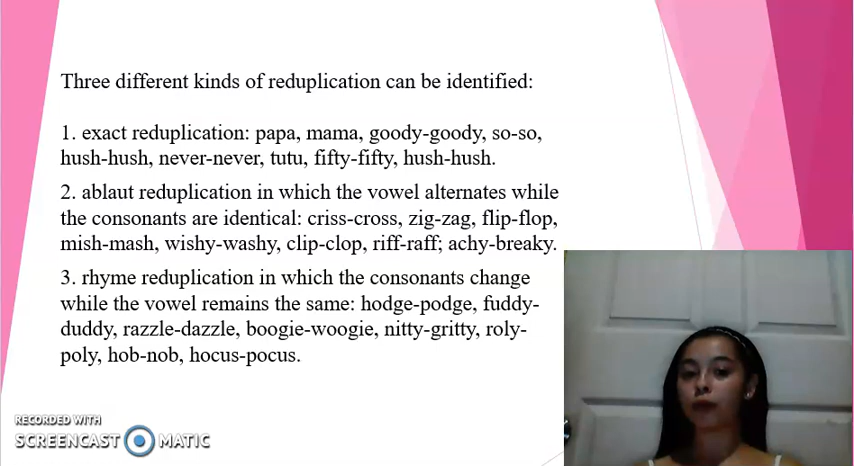 Three different kinds of reduplication can be identified:
1. exact reduplication: papa, mama, goody-goody, so-so,
hush-hush, never-never, tutu, fifty-fifty, hush-hush.
2. ablaut reduplication in which the vowel alternates while
the consonants are identical: criss-cross, zig-zag, flip-flop,
mish-mash, wishy-washy, clip-clop, riff-raff; achy-breaky.
3. rhyme reduplication in which the consonants change
while the vowel remains the same: hodge-podge, fuddy-
duddy, razzle-dazzle, boogie-woogie, nitty-gritty, roly-
poly, hob-nob, hocus-pocus.
RECORDED WITH
SCREENCAST MATIC